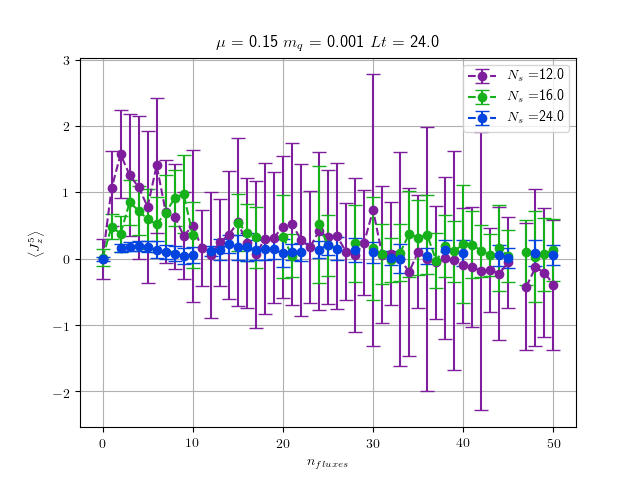 μ = 0.15 m_q = 0.001 Lt = 24.0
N_s =12.0
N_s =16.0
N_s =24.0
⟨J_z^5⟩
3
2
1
0
−1
−2
0 10 20 30 40 50
n_fluxes